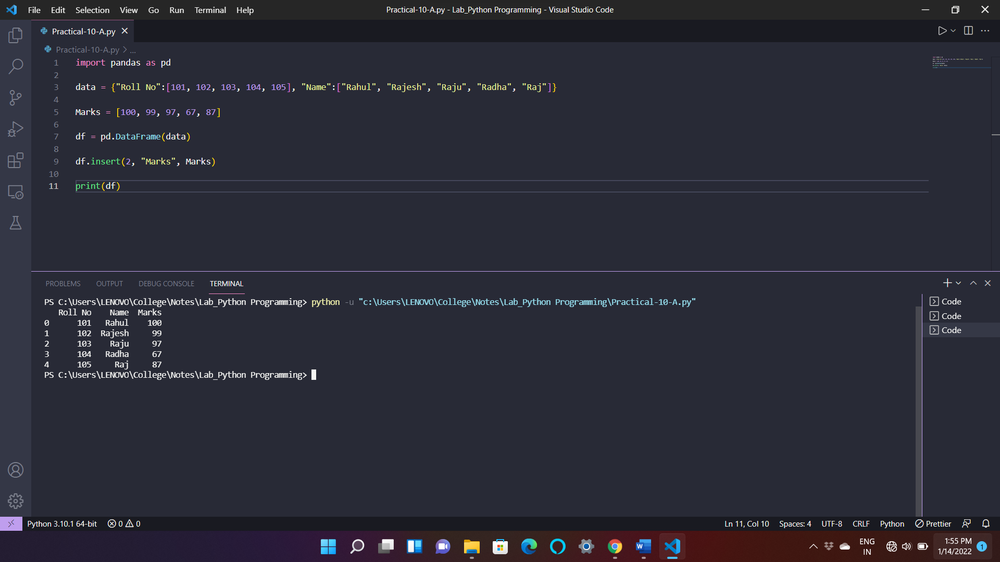 File Edit Selection View Go Run Terminal Help
Practical-10-A.py - Lab_Python Programming - Visual Studio Code
Practical-10-A.py
Practical-10-A.py > ...
1 import pandas as pd
2
3 data = {"Roll No":[101, 102, 103, 104, 105], "Name":["Rahul", "Rajesh", "Raju", "Radha", "Raj"]}
4
5 Marks = [100, 99, 97, 67, 87]
6
7 df = pd.DataFrame(data)
8
9 df.insert(2, "Marks", Marks)
10
11 print(df)
PROBLEMS OUTPUT DEBUG CONSOLE TERMINAL
PS C:\Users\LENOVO\College\Notes\Lab_Python Programming> python -u "c:\Users\LENOVO\College\Notes\Lab_Python Programming\Practical-10-A.py"
   Roll No    Name  Marks
0      101   Rahul    100
1      102  Rajesh     99
2      103    Raju     97
3      104   Radha     67
4      105     Raj     87
PS C:\Users\LENOVO\College\Notes\Lab_Python Programming>
Code
Code
Code
Python 3.10.1 64-bit 0 0
Ln 11, Col 10 Spaces: 4 UTF-8 CRLF Python Prettier
ENG
IN
1:55 PM
1/14/2022
1